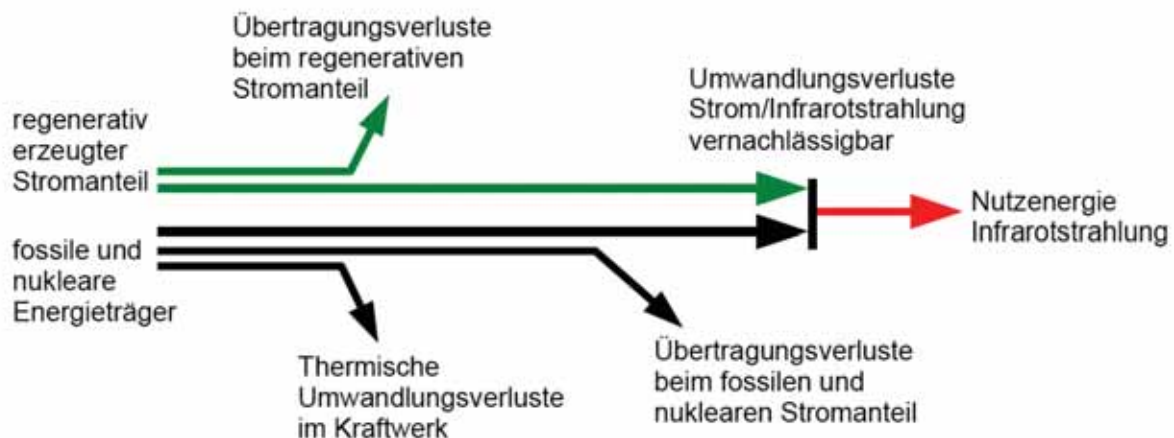 Übertragungsverluste
beim regenerativen
Stromanteil
Umwandlungsverluste
Strom/Infrarotstrahlung
vernachlässigbar
regenerativ
erzeugter
Stromanteil
Nutzenergie
Infrarotstrahlung
fossile und
nukleare
Energieträger
Thermische
Umwandlungsverluste
im Kraftwerk
Übertragungsverluste
beim fossilen und
nuklearen Stromanteil